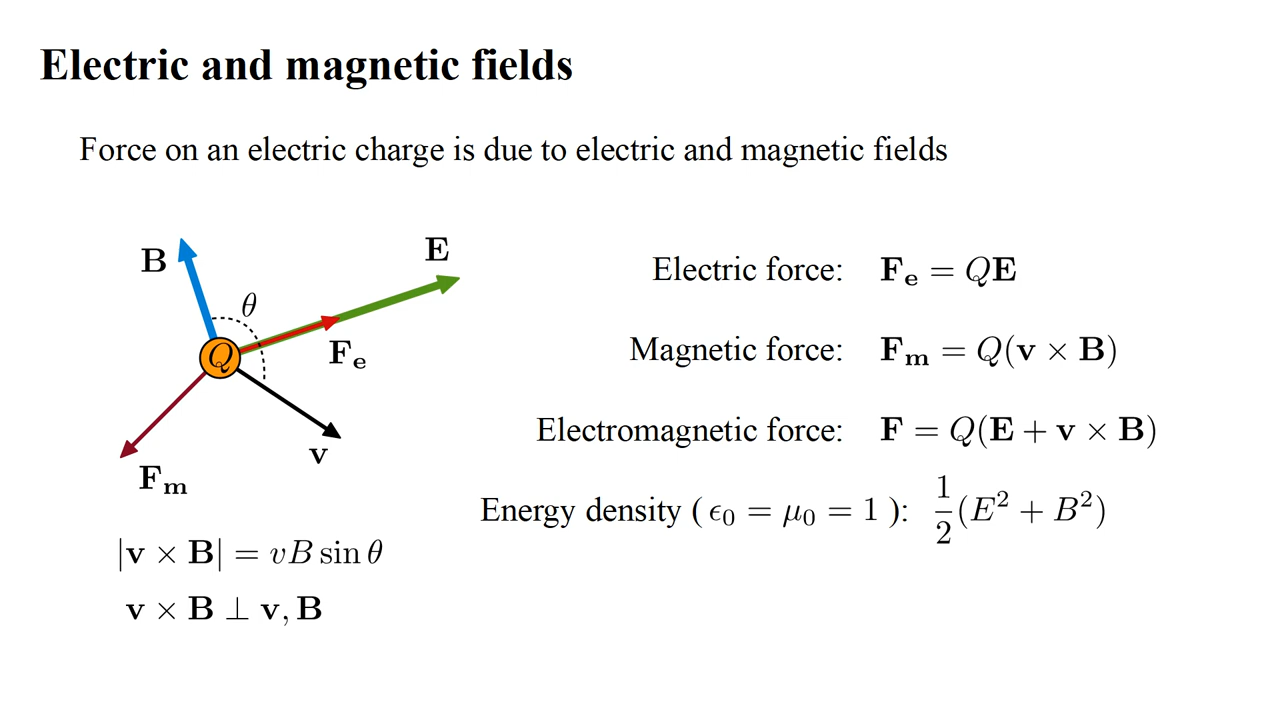 Electric and magnetic fields
Force on an electric charge is due to electric and magnetic fields
B
E
θ
Q
Fₑ
v
Fₘ
|v × B| = vB sin θ
v × B ⊥ v, B
Electric force: Fₑ = QE
Magnetic force: Fₘ = Q(v × B)
Electromagnetic force: F = Q(E + v × B)
Energy density ( ϵ₀ = μ₀ = 1 ): 1/2 (E² + B²)